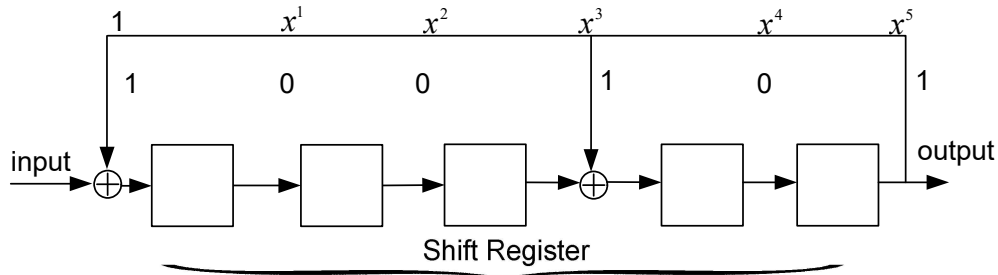 1 x¹ x² x³ x⁴ x⁵
1 0 0 1 0 1
input output
Shift Register